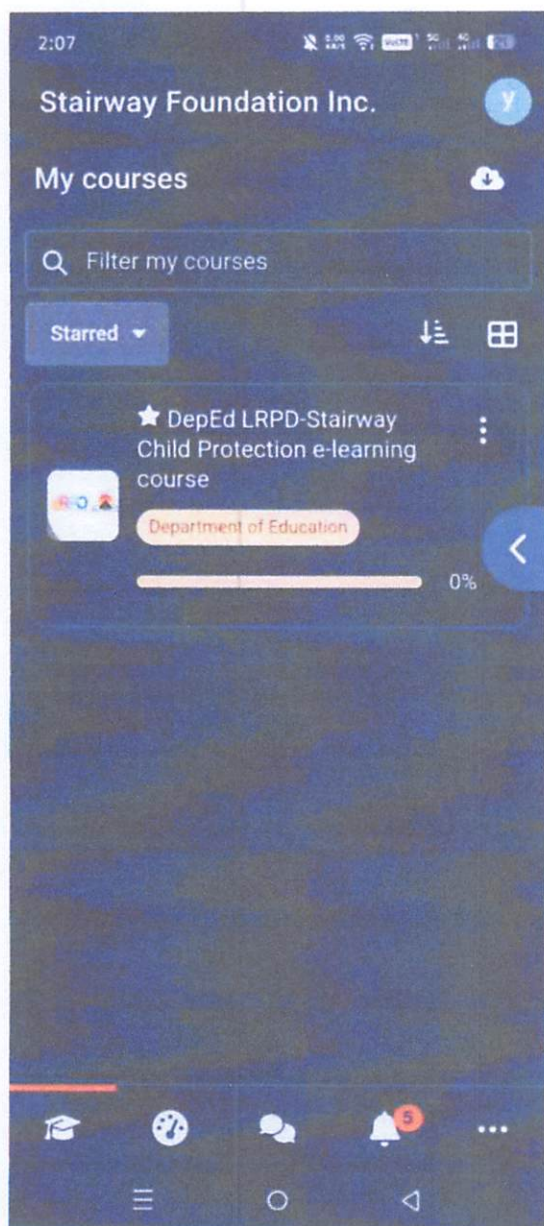 2:07
Stairway Foundation Inc.
y
My courses
Filter my courses
Starred
DepEd LRPD-Stairway
Child Protection e-learning
course
Department of Education
0%
5